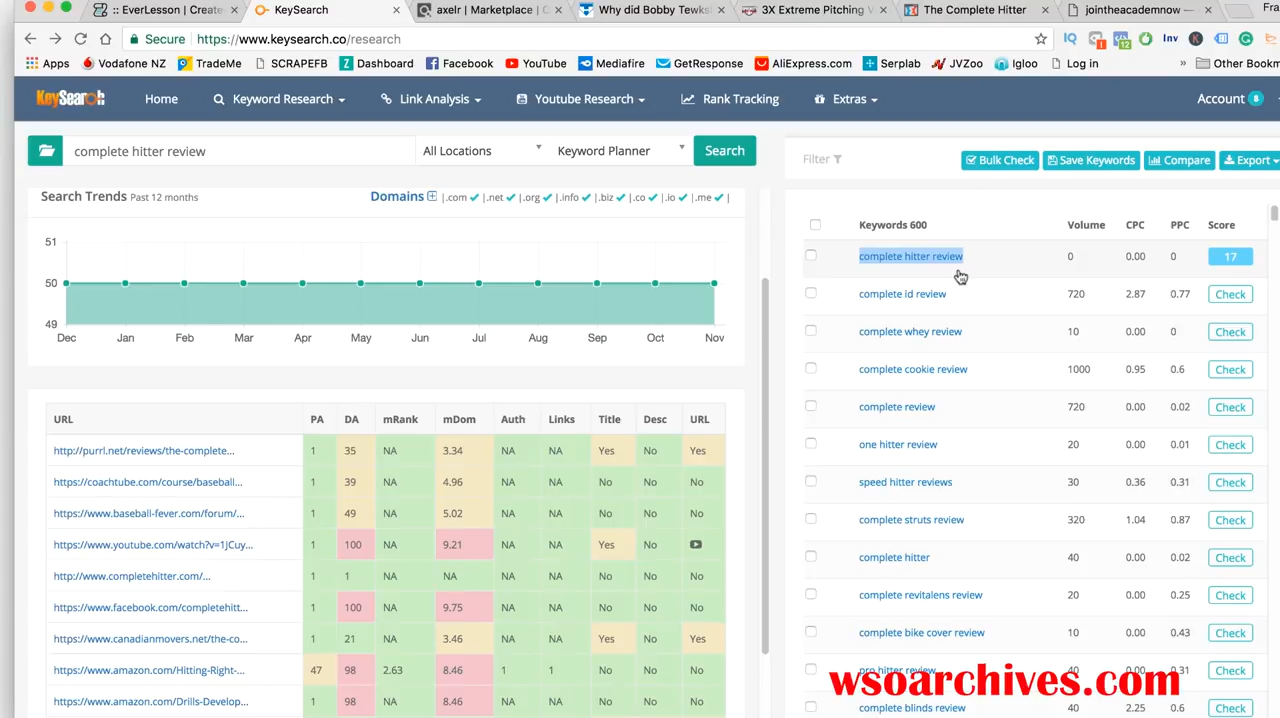 :: EverLesson | Create
KeySearch
axelr | Marketplace | C
Why did Bobby Tewks
3X Extreme Pitching V
The Complete Hitter
jointheacademnow —
Fra
Secure https://www.keysearch.co/research
Apps Vodafone NZ TradeMe SCRAPEFB Dashboard Facebook YouTube Mediafire GetResponse AliExpress.com Serplab JVZoo Igloo Log in » Other Bookm
KeySearch Home Keyword Research Link Analysis Youtube Research Rank Tracking Extras Account 8
complete hitter review All Locations Keyword Planner Search
Filter Bulk Check Save Keywords Compare Export
Search Trends Past 12 months Domains |.com |.net |.org |.info |.biz |.co |.io |.me |
51
50
49
Dec Jan Feb Mar Apr May Jun Jul Aug Sep Oct Nov
URL PA DA mRank mDom Auth Links Title Desc URL
http://purrl.net/reviews/the-complete... 1 35 NA 3.34 NA NA Yes No Yes
https://coachtube.com/course/baseball... 1 39 NA 4.96 NA NA No No No
https://www.baseball-fever.com/forum/... 1 49 NA 5.02 NA NA No No No
https://www.youtube.com/watch?v=1JCuy... 1 100 NA 9.21 NA NA Yes No
http://www.completehitter.com/... 1 1 NA NA NA NA No No No
https://www.facebook.com/completehitt... 1 100 NA 9.75 NA NA No No No
https://www.canadianmovers.net/the-co... 1 21 NA 3.46 NA NA Yes No Yes
https://www.amazon.com/Hitting-Right-... 47 98 2.63 8.46 1 1 No No No
https://www.amazon.com/Drills-Develop... 1 98 NA 8.46 NA NA No No No
Keywords 600 Volume CPC PPC Score
complete hitter review 0 0.00 0 17
complete id review 720 2.87 0.77 Check
complete whey review 10 0.00 0 Check
complete cookie review 1000 0.95 0.6 Check
complete review 720 0.00 0.02 Check
one hitter review 20 0.00 0.01 Check
speed hitter reviews 30 0.36 0.31 Check
complete struts review 320 1.04 0.87 Check
complete hitter 40 0.00 0.02 Check
complete revitalens review 20 0.00 0.25 Check
complete bike cover review 10 0.00 0.43 Check
pro hitter review 40 0.00 0.31 Check
complete blinds review 40 2.25 0.6 Check
wsoarchives.com